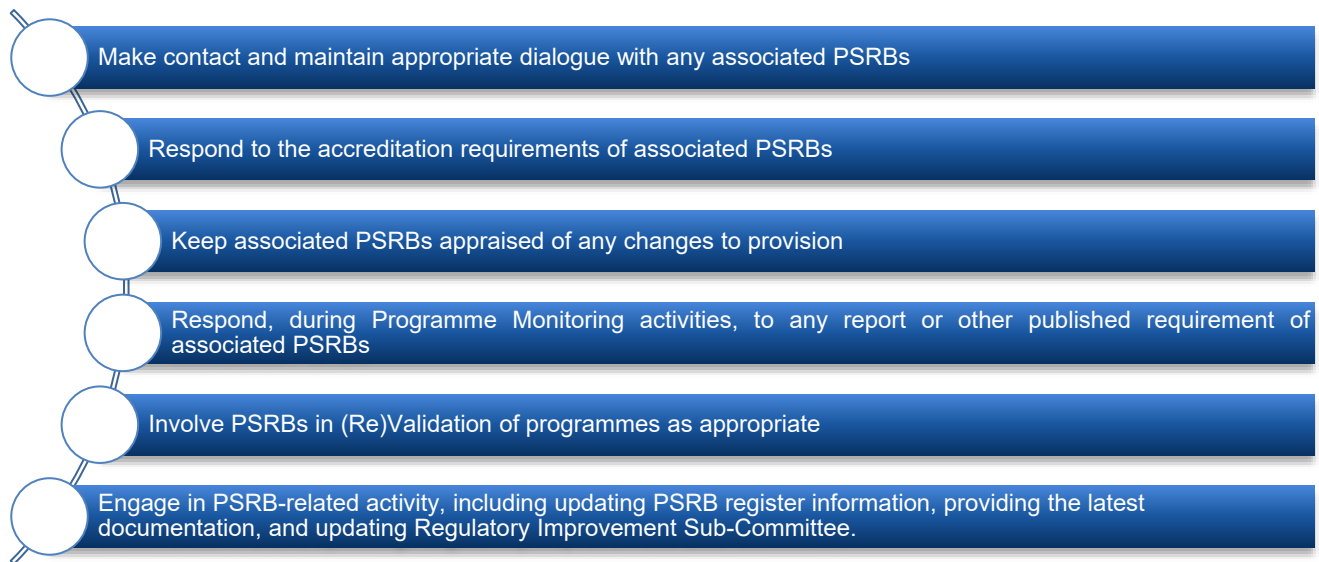 Make contact and maintain appropriate dialogue with any associated PSRBs
Respond to the accreditation requirements of associated PSRBs
Keep associated PSRBs appraised of any changes to provision
Respond, during Programme Monitoring activities, to any report or other published requirement of
associated PSRBs
Involve PSRBs in (Re)Validation of programmes as appropriate
Engage in PSRB-related activity, including updating PSRB register information, providing the latest
documentation, and updating Regulatory Improvement Sub-Committee.